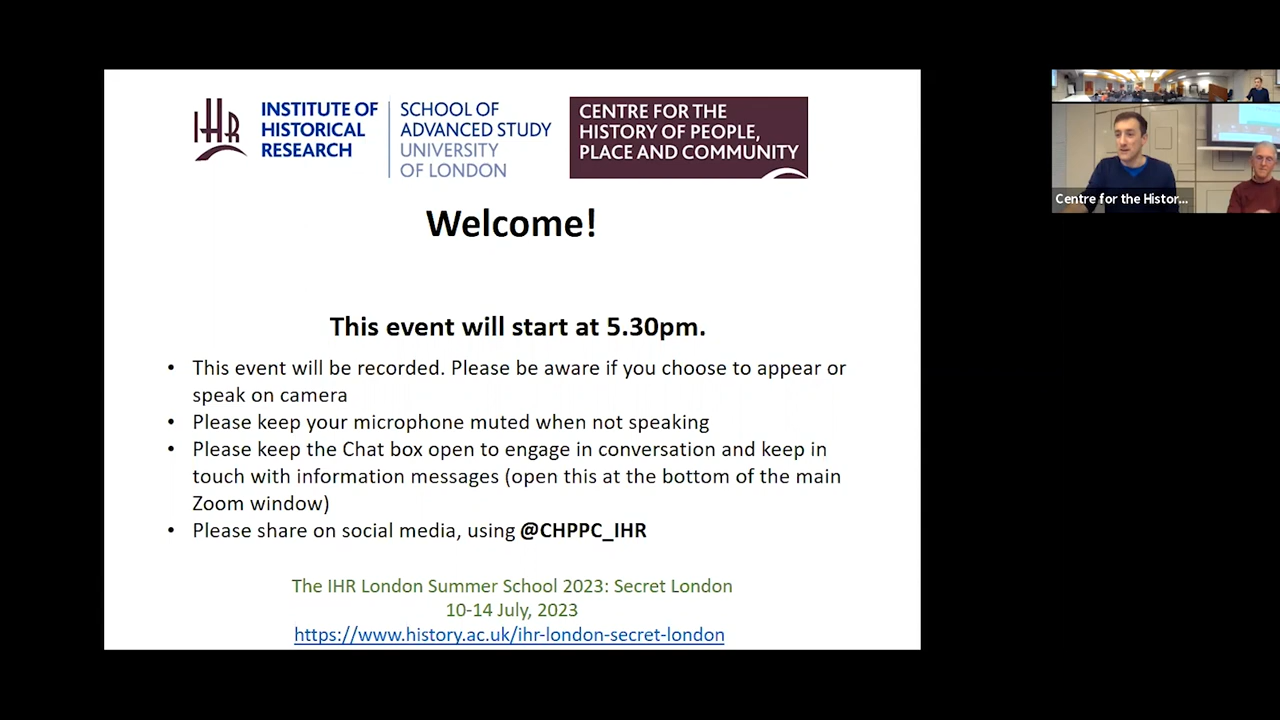 IHR
INSTITUTE OF
HISTORICAL
RESEARCH
SCHOOL OF
ADVANCED STUDY
UNIVERSITY
OF LONDON
CENTRE FOR THE
HISTORY OF PEOPLE,
PLACE AND COMMUNITY
Welcome!
This event will start at 5.30pm.
• This event will be recorded. Please be aware if you choose to appear or
speak on camera
• Please keep your microphone muted when not speaking
• Please keep the Chat box open to engage in conversation and keep in
touch with information messages (open this at the bottom of the main
Zoom window)
• Please share on social media, using @CHPPC_IHR
The IHR London Summer School 2023: Secret London
10-14 July, 2023
https://www.history.ac.uk/ihr-london-secret-london
Centre for the Histor...